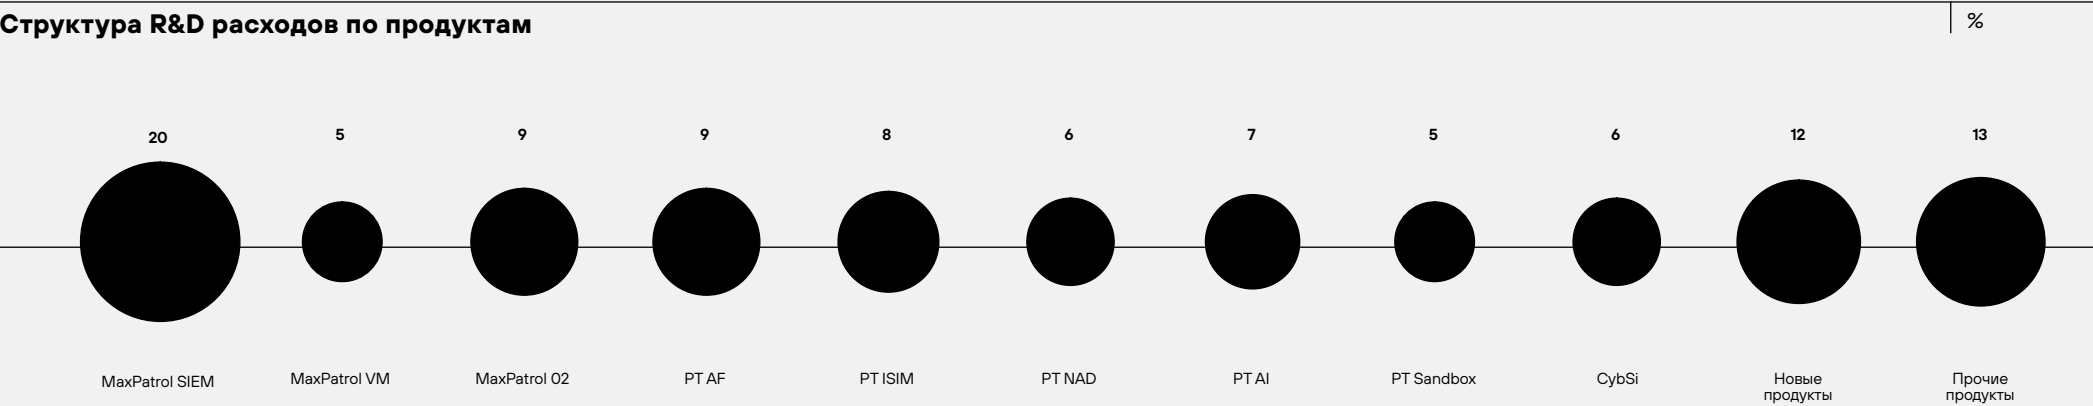 Структура R&D расходов по продуктам
%
20 5 9 9 8 6 7 5 6 12 13
MaxPatrol SIEM MaxPatrol VM MaxPatrol 02 PT AF PT ISIM PT NAD PT AI PT Sandbox CybSi Новые Прочие
продукты продукты